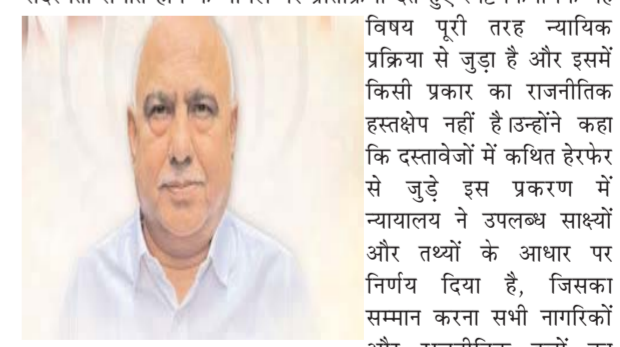 विषय पूरी तरह न्यायिक
प्रक्रिया से जुड़ा है और इसमें
किसी प्रकार का राजनीतिक
हस्तक्षेप नहीं है।उन्होंने कहा
कि दस्तावेजों में कथित हेरफेर
से जुड़े इस प्रकरण में
न्यायालय ने उपलब्ध साक्ष्यों
और तथ्यों के आधार पर
निर्णय दिया है, जिसका
सम्मान करना सभी नागरिकों